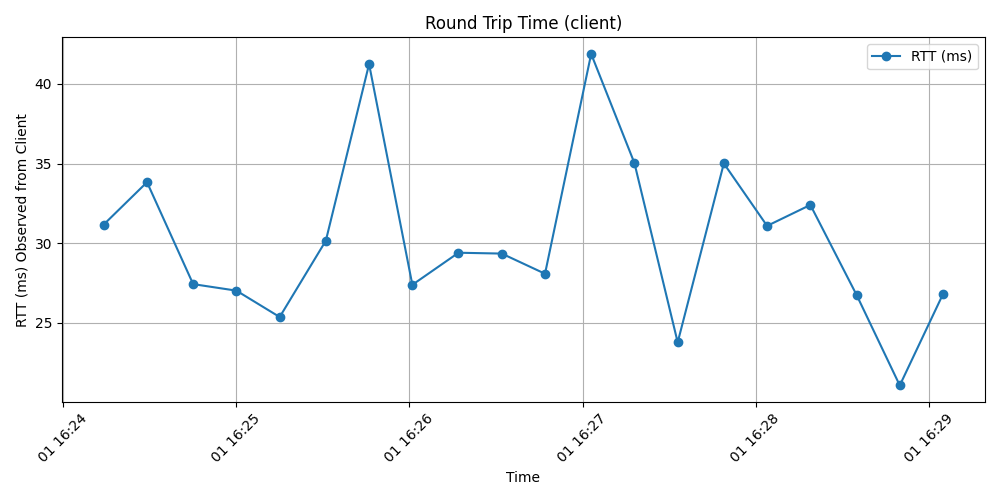 Round Trip Time (client)
RTT (ms)
RTT (ms) Observed from Client
40
35
30
25
01 16:24
01 16:25
01 16:26
01 16:27
01 16:28
01 16:29
Time